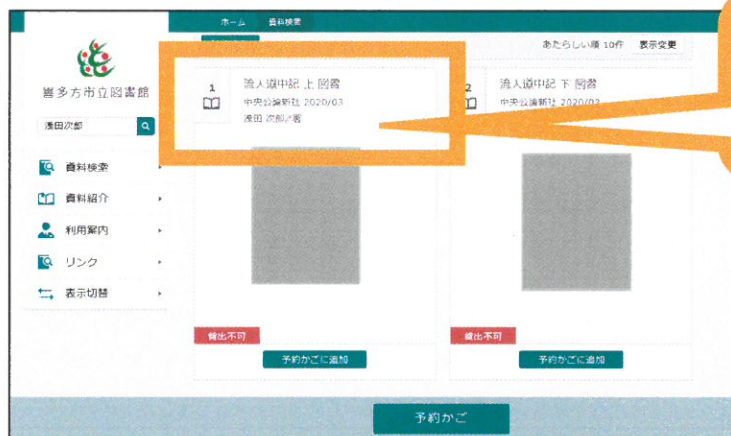 ホーム 資料検索
喜多方市立図書館
浅田次郎
資料検索
資料紹介
利用案内
リンク
表示切替
あたらしい順 10件 表示変更
1
流人道中記 上 図書
中央公論新社 2020/03
浅田 次郎/著
貸出不可
予約かごに追加
2
流人道中記 下 図書
中央公論新社 2020/03
貸出不可
予約かごに追加
予約かご